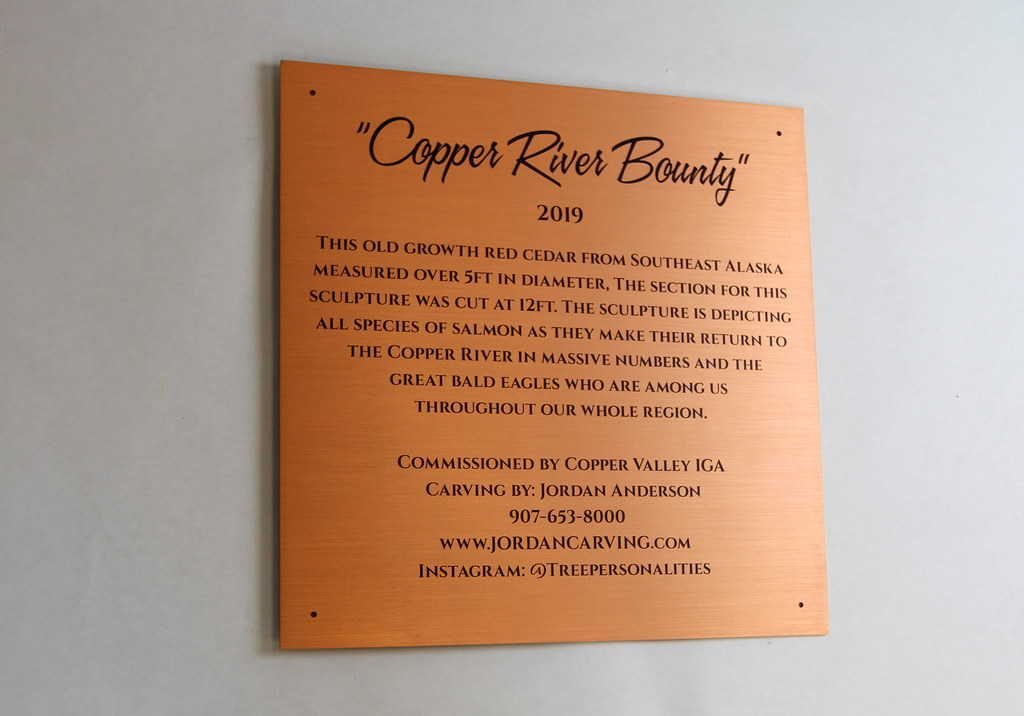 "Copper River Bounty"
2019
This old growth red cedar from Southeast Alaska
measured over 5ft in diameter, The section for this
sculpture was cut at 12ft. The sculpture is depicting
all species of salmon as they make their return to
the Copper River in massive numbers and the
great bald eagles who are among us
throughout our whole region.
Commissioned by Copper Valley IGA
Carving by: Jordan Anderson
907-653-8000
www.JORDANCARVING.com
Instagram: @Treepersonalities